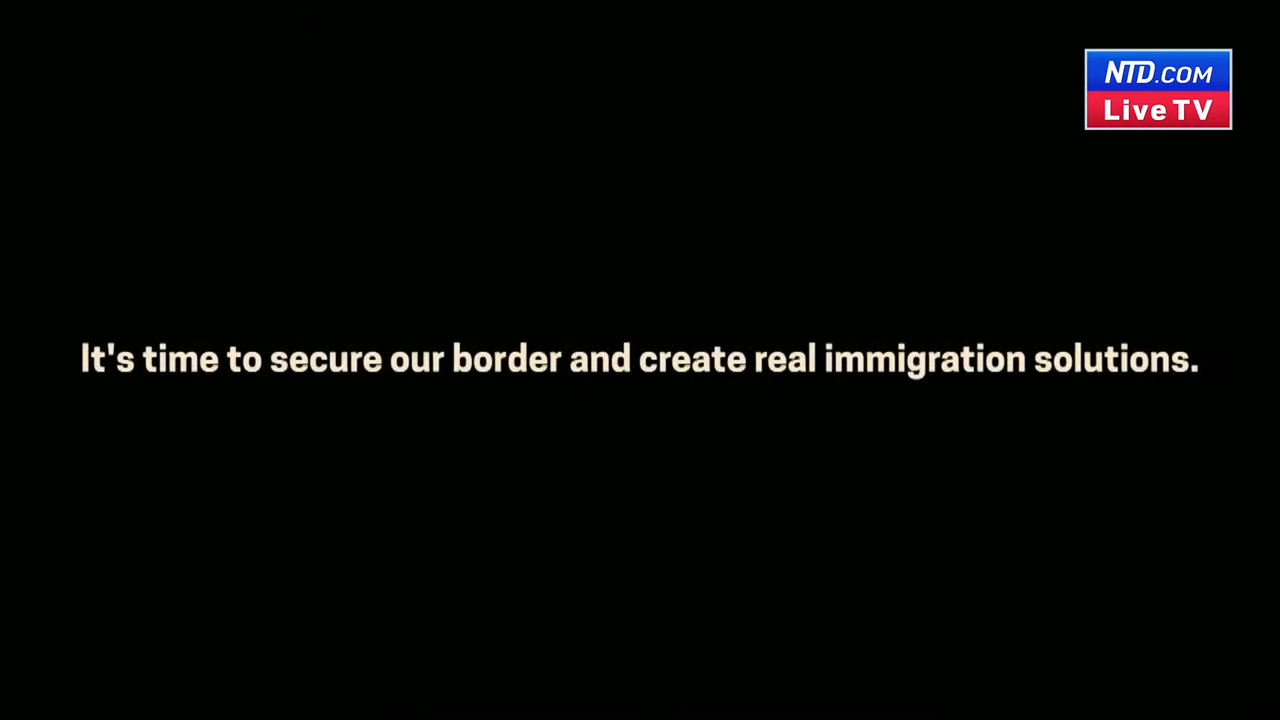 NTD.COM
Live TV
It's time to secure our border and create real immigration solutions.